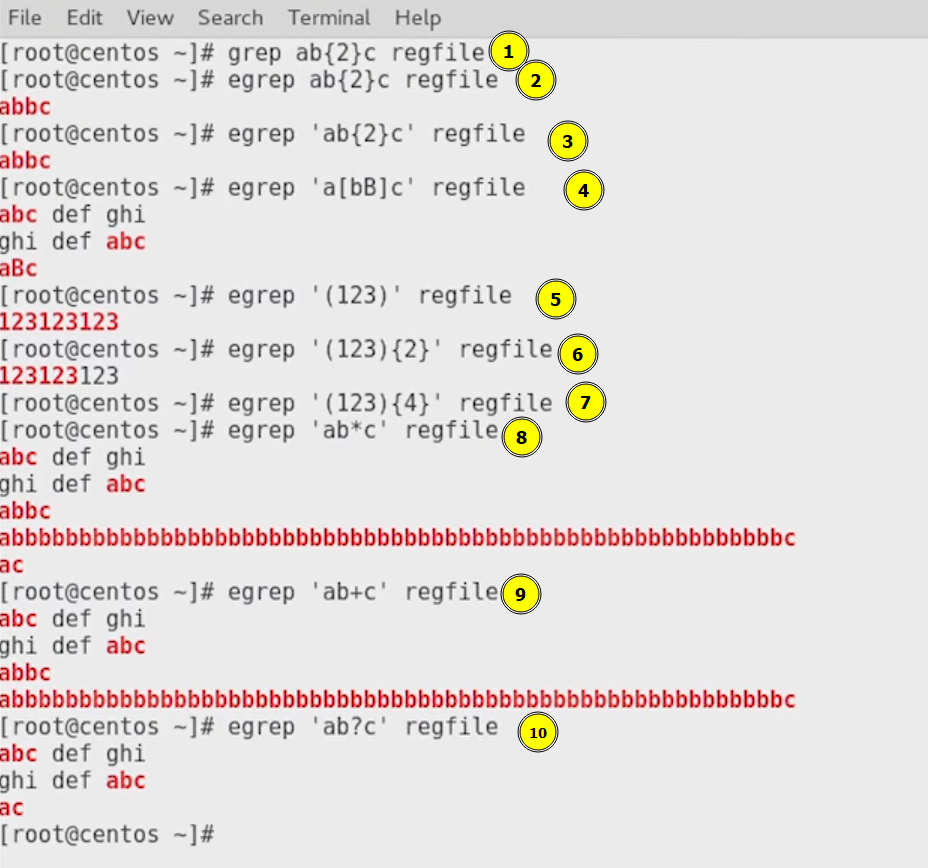 File Edit View Search Terminal Help
[root@centos ~]# grep ab{2}c regfile 1
[root@centos ~]# egrep ab{2}c regfile 2
abbc
[root@centos ~]# egrep 'ab{2}c' regfile 3
abbc
[root@centos ~]# egrep 'a[bB]c' regfile 4
abc def ghi
ghi def abc
aBc
[root@centos ~]# egrep '(123)' regfile 5
123123123
[root@centos ~]# egrep '(123){2}' regfile 6
123123123
[root@centos ~]# egrep '(123){4}' regfile 7
[root@centos ~]# egrep 'ab*c' regfile 8
abc def ghi
ghi def abc
abbc
abbbbbbbbbbbbbbbbbbbbbbbbbbbbbbbbbbbbbbbbbbbbbbbbbbbbbbbbbc
ac
[root@centos ~]# egrep 'ab+c' regfile 9
abc def ghi
ghi def abc
abbc
abbbbbbbbbbbbbbbbbbbbbbbbbbbbbbbbbbbbbbbbbbbbbbbbbbbbbbbbbc
[root@centos ~]# egrep 'ab?c' regfile 10
abc def ghi
ghi def abc
ac
[root@centos ~]#